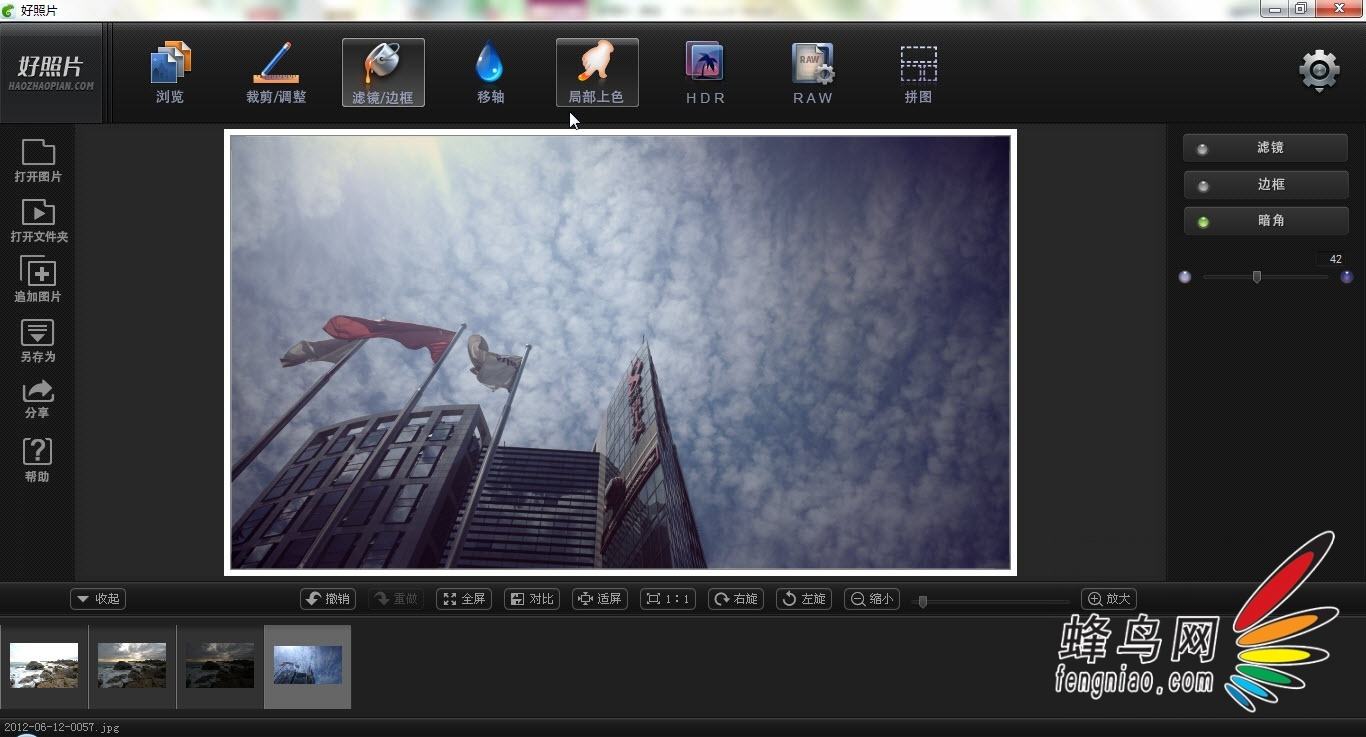 好照片
好照片
HAOZHAOPIAN.COM
浏览
裁剪/调整
滤镜/边框
移轴
局部上色
HDR
RAW
RAW
拼图
打开图片
打开文件夹
追加图片
另存为
分享
帮助
滤镜
边框
暗角
42
收起
撤销
重做
全屏
对比
适屏
1:1
右旋
左旋
缩小
放大
蜂鸟网
fengniao.com
2012-06-12-0057.jpg